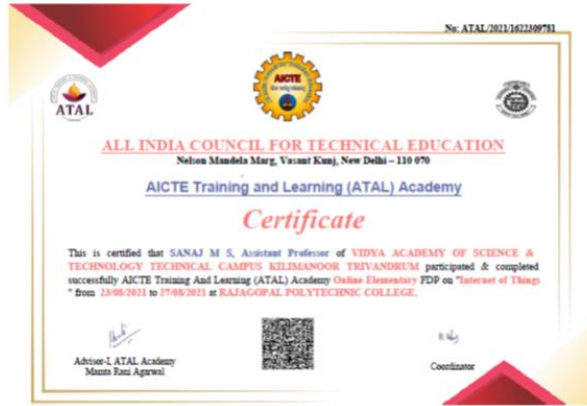 No: ATAL/2021/1622309781
ATAL
AICTE
ALL INDIA COUNCIL FOR TECHNICAL EDUCATION
Nelson Mandela Marg, Vasant Kunj, New Delhi – 110 070
AICTE Training and Learning (ATAL) Academy
Certificate
This is certified that SANAJ M S, Assistant Professor of VIDYA ACADEMY OF SCIENCE &
TECHNOLOGY TECHNICAL CAMPUS KILIMANOOR TRIVANDRUM participated & completed
successfully AICTE Training And Learning (ATAL) Academy Online Elementary FDP on "Internet of Things
" from 23/08/2021 to 27/08/2021 at RAJAGOPAL POLYTECHNIC COLLEGE.
Advisor-I, ATAL Academy
Mamta Rani Agarwal
Coordinator